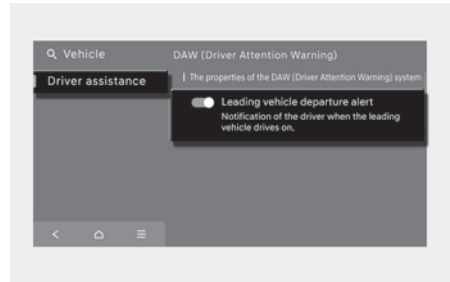 Vehicle
DAW (Driver Attention Warning)
Driver assistance
The properties of the DAW (Driver Attention Warning) system
Leading vehicle departure alert
Notification of the driver when the leading
vehicle drives on,